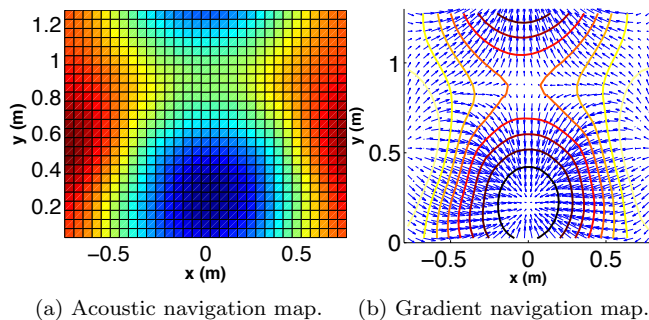 1.2
1
0.8
0.6
0.4
0.2
y (m)
−0.5
0
0.5
x (m)
1
0.5
0
y (m)
−0.5
0
0.5
x (m)
(a) Acoustic navigation map.
(b) Gradient navigation map.